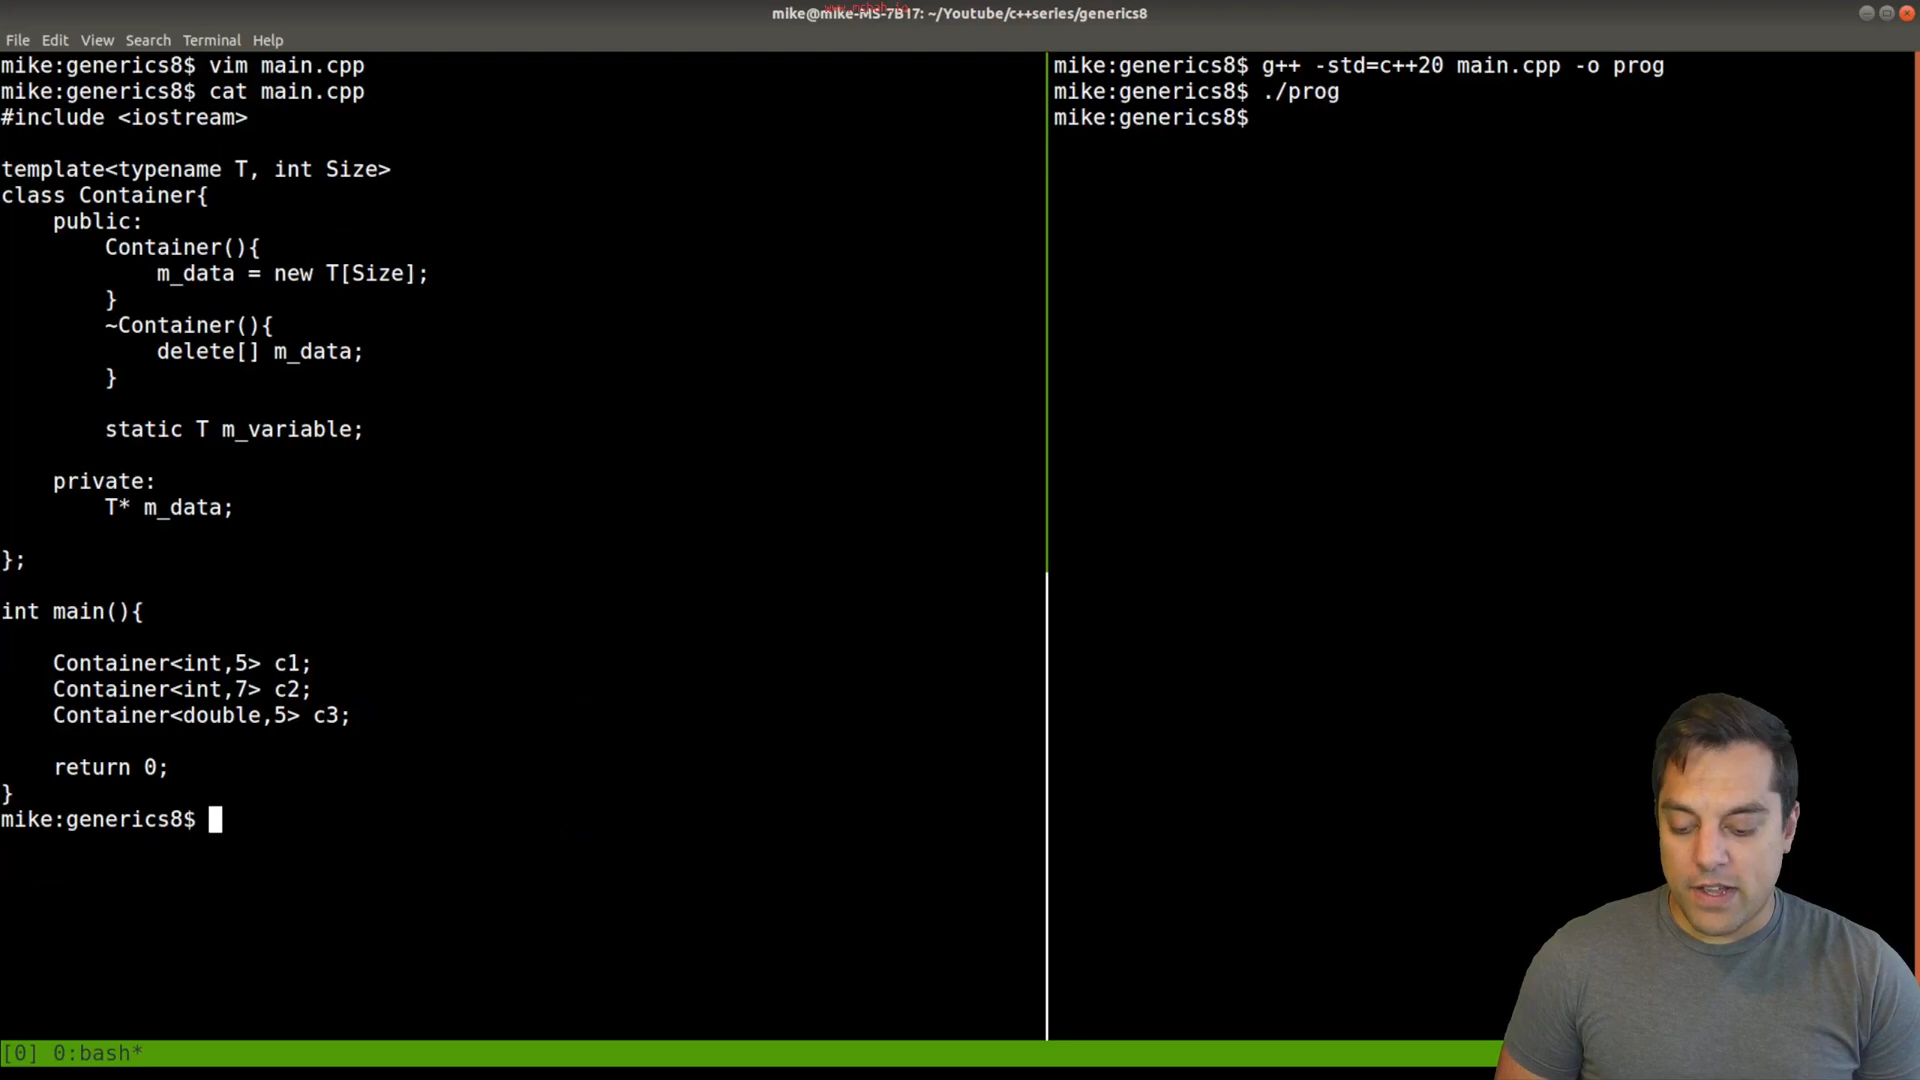 www.mshah.io
mike@mike-MS-7B17: ~/Youtube/c++series/generics8
File Edit View Search Terminal Help
mike:generics8$ vim main.cpp
mike:generics8$ cat main.cpp
#include <iostream>
template<typename T, int Size>
class Container{
    public:
        Container(){
            m_data = new T[Size];
        }
        ~Container(){
            delete[] m_data;
        }
        static T m_variable;
    private:
        T* m_data;
};
int main(){
    Container<int,5> c1;
    Container<int,7> c2;
    Container<double,5> c3;
    return 0;
}
mike:generics8$
mike:generics8$ g++ -std=c++20 main.cpp -o prog
mike:generics8$ ./prog
mike:generics8$
[0] 0:bash*